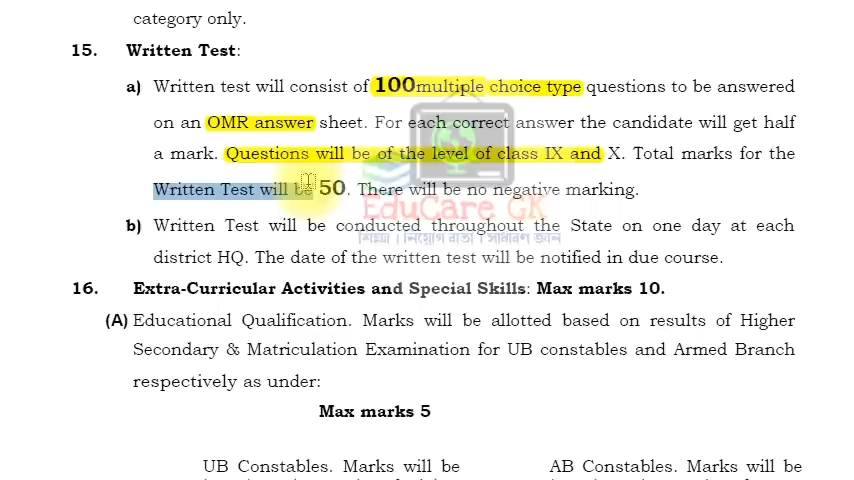 category only.
15. Written Test:
a) Written test will consist of 100multiple choice type questions to be answered
on an OMR answer sheet. For each correct answer the candidate will get half
a mark. Questions will be of the level of class IX and X. Total marks for the
Written Test will be 50. There will be no negative marking.
EduCare GK
শিক্ষা | নিয়োগ বাৰ্তা | সাধাৰণ জ্ঞান
b) Written Test will be conducted throughout the State on one day at each
district HQ. The date of the written test will be notified in due course.
16. Extra-Curricular Activities and Special Skills: Max marks 10.
(A) Educational Qualification. Marks will be allotted based on results of Higher
Secondary & Matriculation Examination for UB constables and Armed Branch
respectively as under:
Max marks 5
UB Constables. Marks will be AB Constables. Marks will be